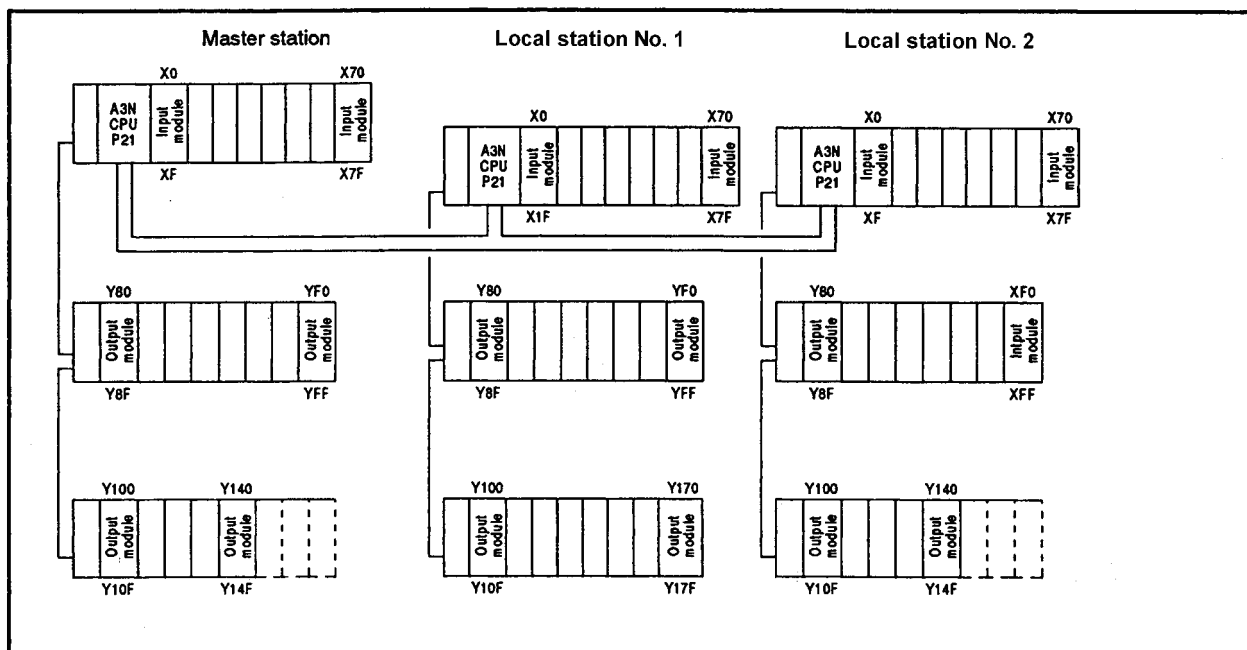 Master station
Local station No. 1
Local station No. 2
X0 X70
A3N CPU P21
Input module
Input module
XF X7F
X0 X70
A3N CPU P21
Input module
Input module
X1F X7F
X0 X70
A3N CPU P21
Input module
Input module
XF X7F
Y80 YF0
Output module
Output module
Y8F YFF
Y80 YF0
Output module
Output module
Y8F YFF
Y80 XF0
Output module
Intput module
Y8F XFF
Y100 Y140
Output module
Output module
Y10F Y14F
Y100 Y170
Output module
Output module
Y10F Y17F
Y100 Y140
Output module
Output module
Y10F Y14F